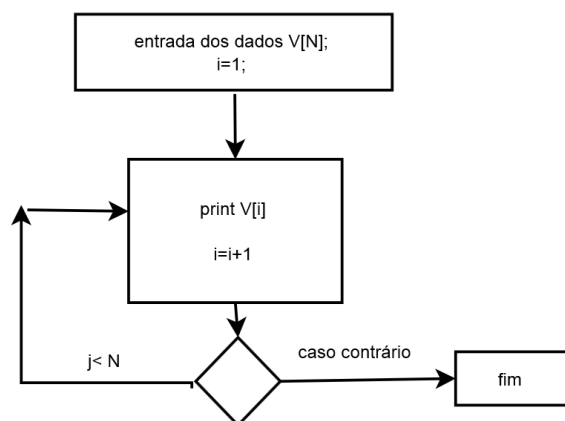 entrada dos dados V[N];
i=1;
print V[i]
i=i+1
j< N
caso contrário
fim